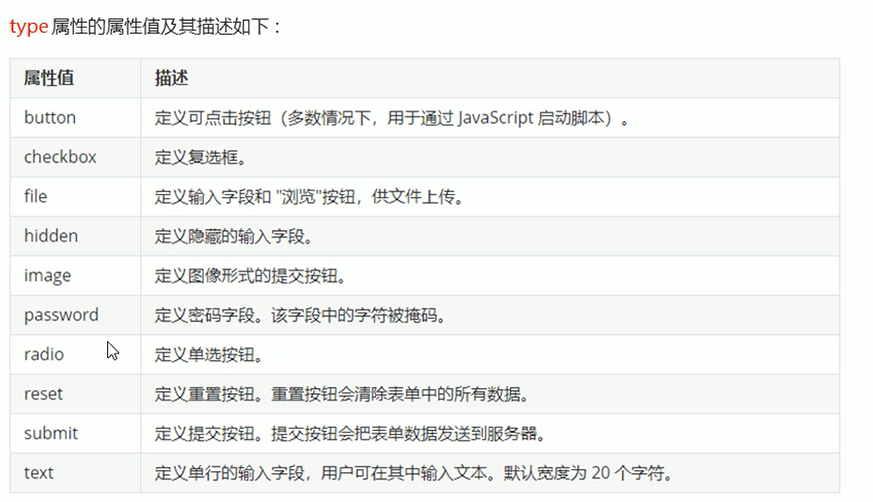 type 属性的属性值及其描述如下：
属性值 描述
button 定义可点击按钮（多数情况下，用于通过 JavaScript 启动脚本）。
checkbox 定义复选框。
file 定义输入字段和 "浏览"按钮，供文件上传。
hidden 定义隐藏的输入字段。
image 定义图像形式的提交按钮。
password 定义密码字段。该字段中的字符被掩码。
radio 定义单选按钮。
reset 定义重置按钮。重置按钮会清除表单中的所有数据。
submit 定义提交按钮。提交按钮会把表单数据发送到服务器。
text 定义单行的输入字段，用户可在其中输入文本。默认宽度为 20 个字符。